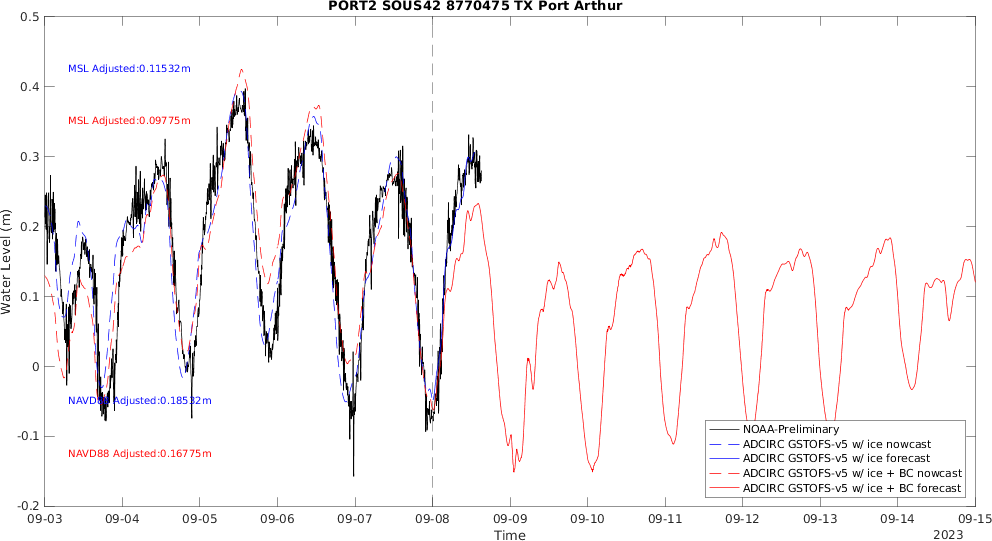 PORT2 SOUS42 8770475 TX Port Arthur
0.5
0.4
0.3
0.2
0.1
0
-0.1
-0.2
Water Level (m)
MSL Adjusted:0.11532m
MSL Adjusted:0.09775m
NAVD88 Adjusted:0.18532m
NAVD88 Adjusted:0.16775m
NOAA-Preliminary
ADCIRC GSTOFS-v5 w/ ice nowcast
ADCIRC GSTOFS-v5 w/ ice forecast
ADCIRC GSTOFS-v5 w/ ice + BC nowcast
ADCIRC GSTOFS-v5 w/ ice + BC forecast
09-03 09-04 09-05 09-06 09-07 09-08 09-09 09-10 09-11 09-12 09-13 09-14 09-15
Time
2023